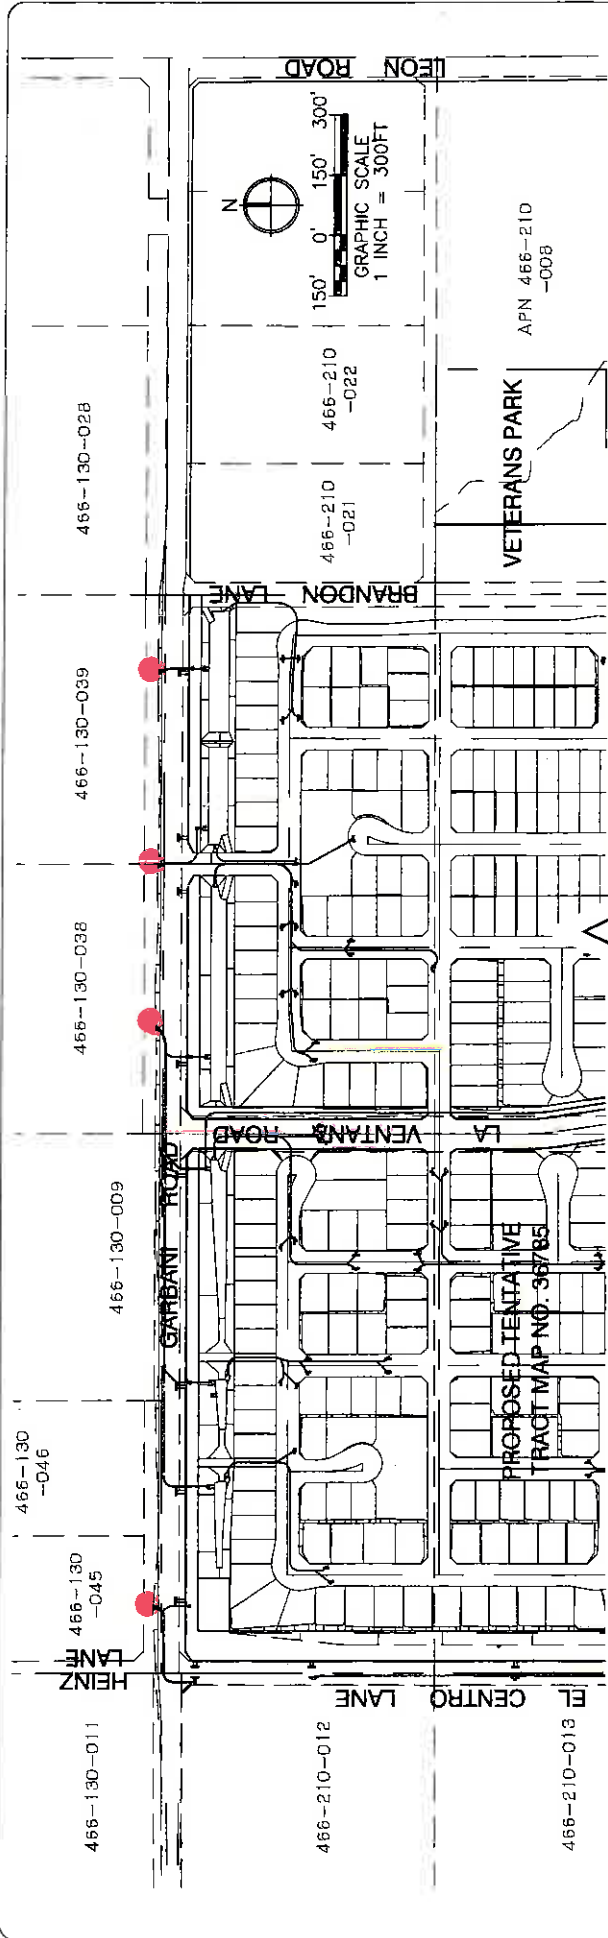 LEON ROAD
N
150' 0' 150' 300'
GRAPHIC SCALE
1 INCH = 300FT
APN 466-210
-008
466-130-028
466-210
-022
466-210
-021
VETERANS PARK
BRANDON LANE
466-130-039
466-130-038
LA VENTANA ROAD
466-130-009
GARBANI ROAD
PROPOSED TENTATIVE
TRACT MAP NO. 36785
466-130
-046
466-130
-045
HEINZ
LANE
EL CENTRO LANE
466-130-011
466-210-012
466-210-013